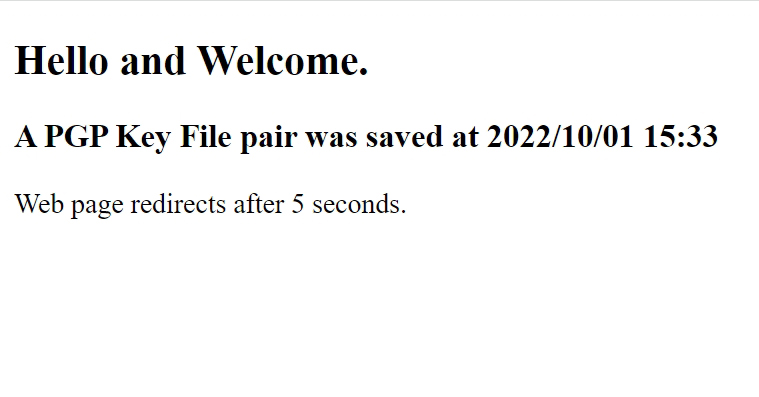 Hello and Welcome.
A PGP Key File pair was saved at 2022/10/01 15:33
Web page redirects after 5 seconds.